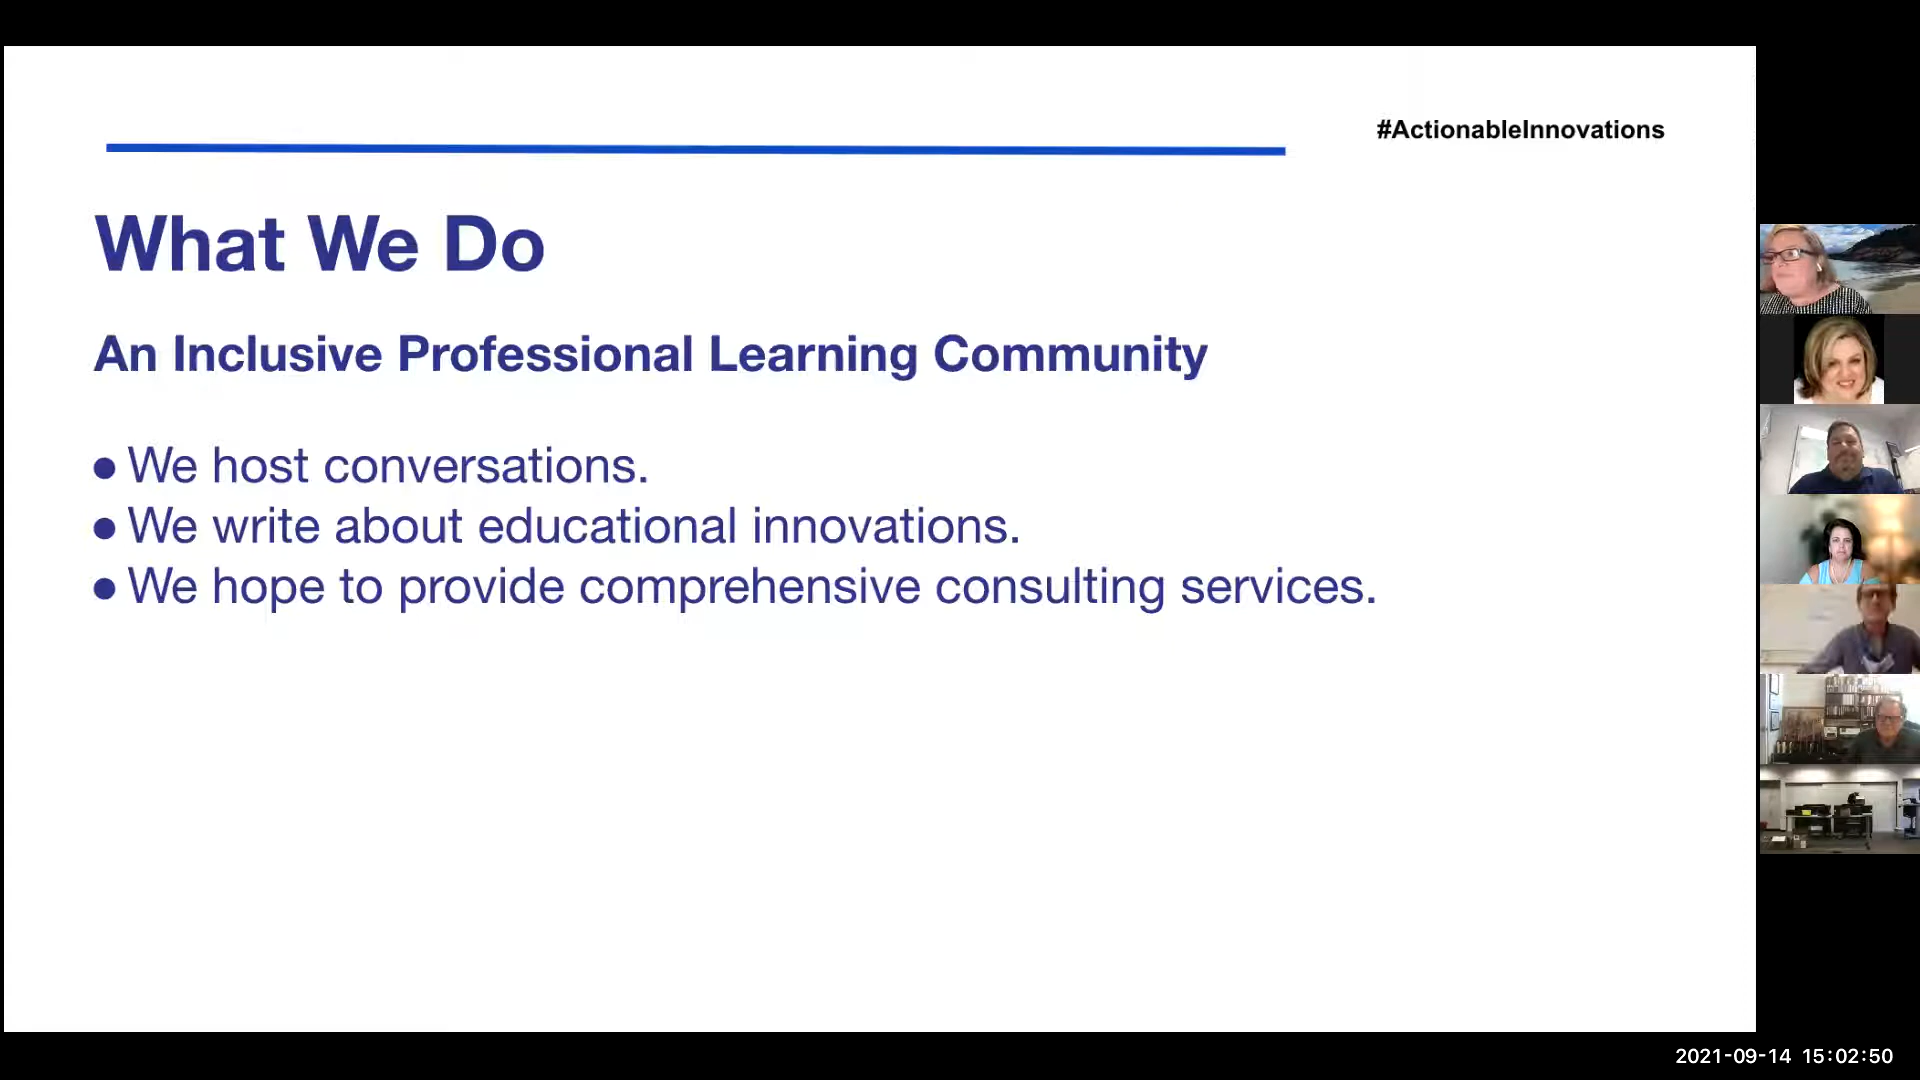 #ActionableInnovations
What We Do
An Inclusive Professional Learning Community
● We host conversations.
● We write about educational innovations.
● We hope to provide comprehensive consulting services.
2021-09-14 15:02:50